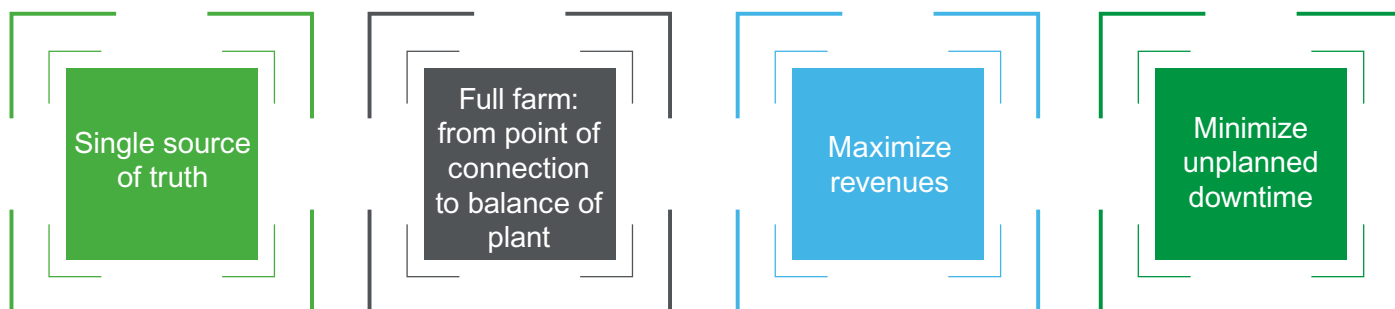 Single source
of truth
Full farm:
from point of
connection
to balance of
plant
Maximize
revenues
Minimize
unplanned
downtime